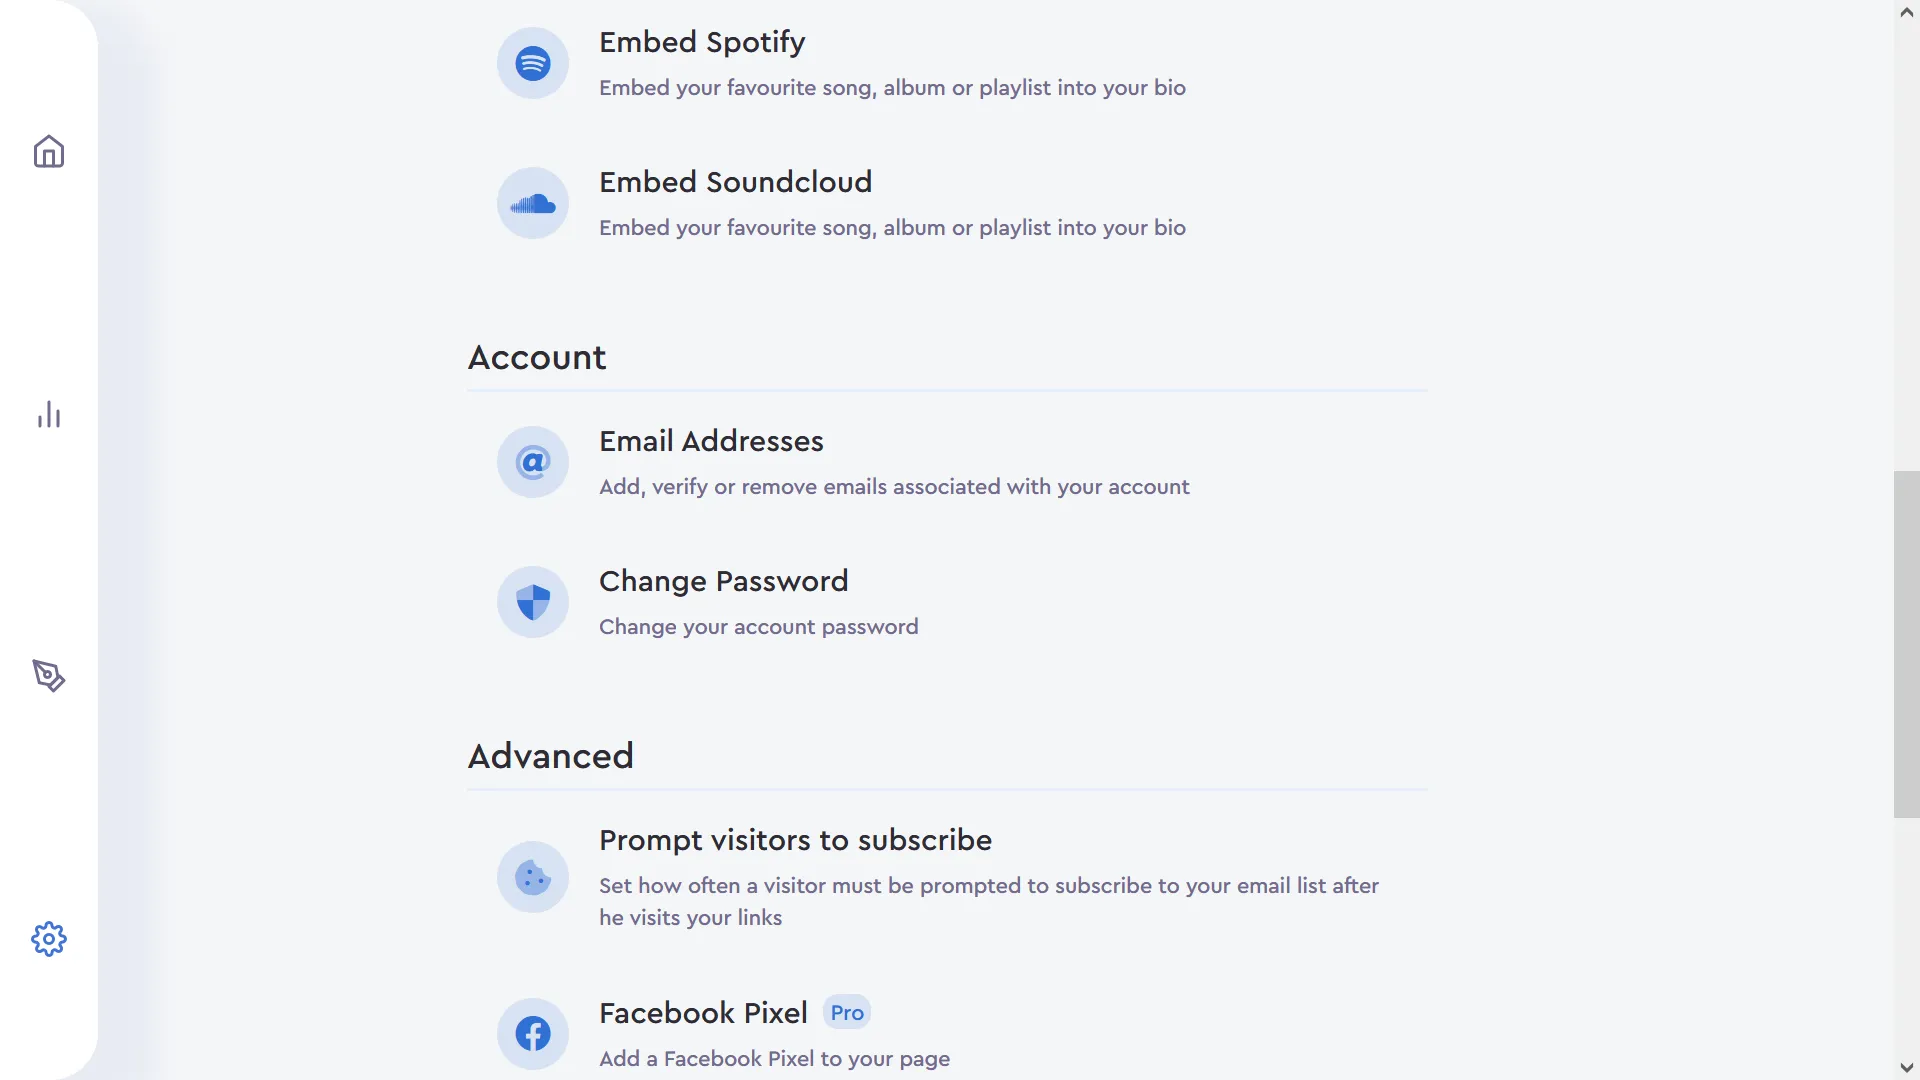 Embed Spotify
Embed your favourite song, album or playlist into your bio
Embed Soundcloud
Embed your favourite song, album or playlist into your bio
Account
Email Addresses
Add, verify or remove emails associated with your account
Change Password
Change your account password
Advanced
Prompt visitors to subscribe
Set how often a visitor must be prompted to subscribe to your email list after
he visits your links
Facebook Pixel Pro
Add a Facebook Pixel to your page